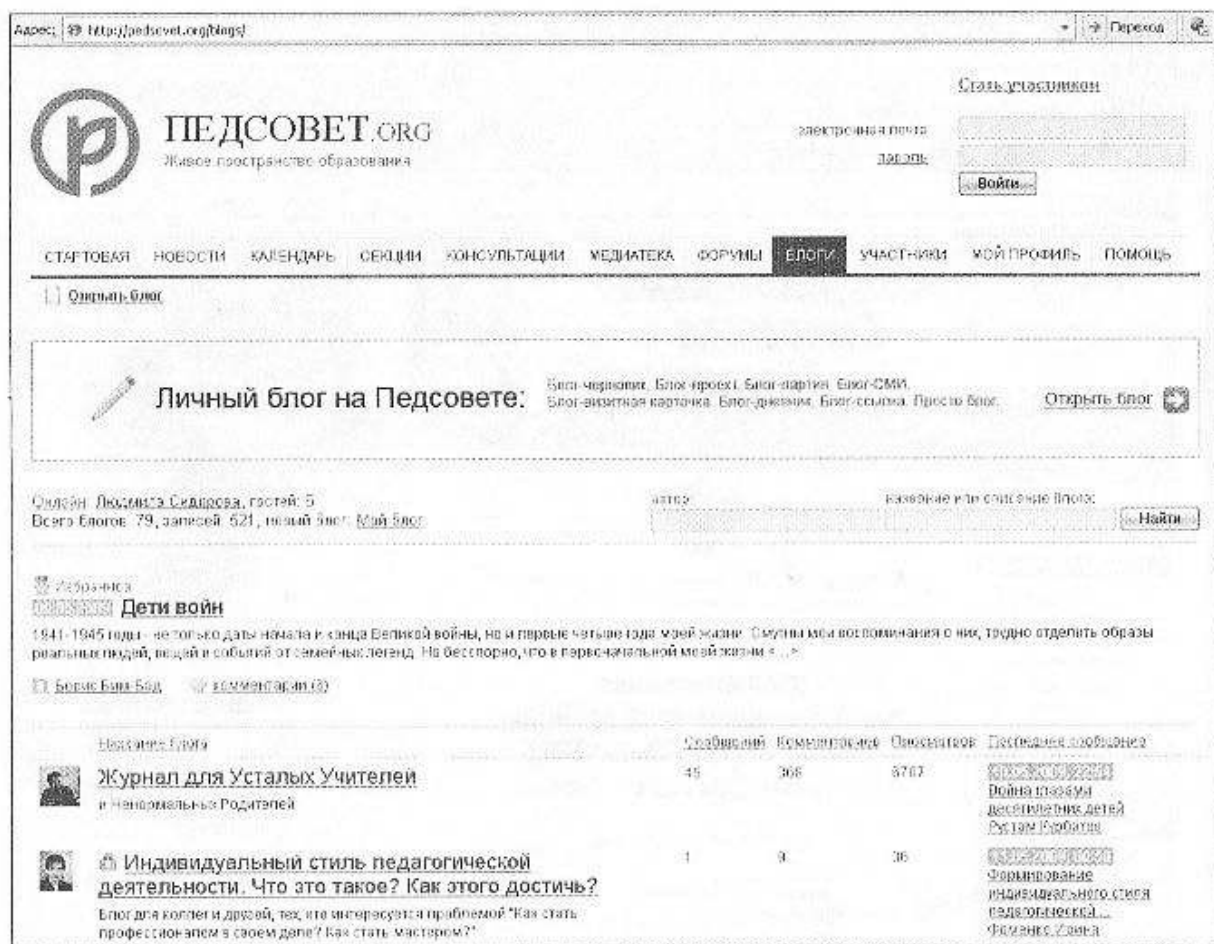 Адрес: http://pedsovet.org/blogs/ Переход
Стать участником
ПЕДСОВЕТ.ORG
Живое пространство образования
электронная почта
пароль
Войти
СТАРТОВАЯ НОВОСТИ КАЛЕНДАРЬ СЕКЦИИ КОНСУЛЬТАЦИИ МЕДИАТЕКА ФОРУМЫ БЛОГИ УЧАСТНИКИ МОЙ ПРОФИЛЬ ПОМОЩЬ
Открыть блог
Личный блог на Педсовете:
Блог-черновик, Блог-проект, Блог-партия, Блог-СМИ,
Блог-визитная карточка, Блог-дневник, Блог-ссылка, Просто блог.
Открыть блог
Онлайн: Людмила Сидорова, гостей: 5
Всего блогов: 79, записей: 521, новый блог: Мой блог
автор
название или описание блога:
Найти
Избранное
Дети войн
1941-1945 годы - не только даты начала и конца Великой войны, но и первые четыре года моей жизни. Смутны мои воспоминания о них, трудно отделить образы
реальных людей, вещей и событий от семейных легенд. Но бесспорно, что в первоначальной моей жизни <...>
Борис Бим-Бад комментарии (8)
Название блога Сообщений Комментариев Просмотров Последнее сообщение
Журнал для Усталых Учителей 45 366 6707
и Ненормальных Родителей
Война глазами
десятилетних детей
Рустам Курбатов
Индивидуальный стиль педагогической 1 9 36
деятельности. Что это такое? Как этого достичь?
Формирование
индивидуального стиля
педагогической ...
Фоменко Ирина
Блог для коллег и друзей, тех, кто интересуется проблемой "Как стать
профессионалом в своем деле? Как стать мастером?"